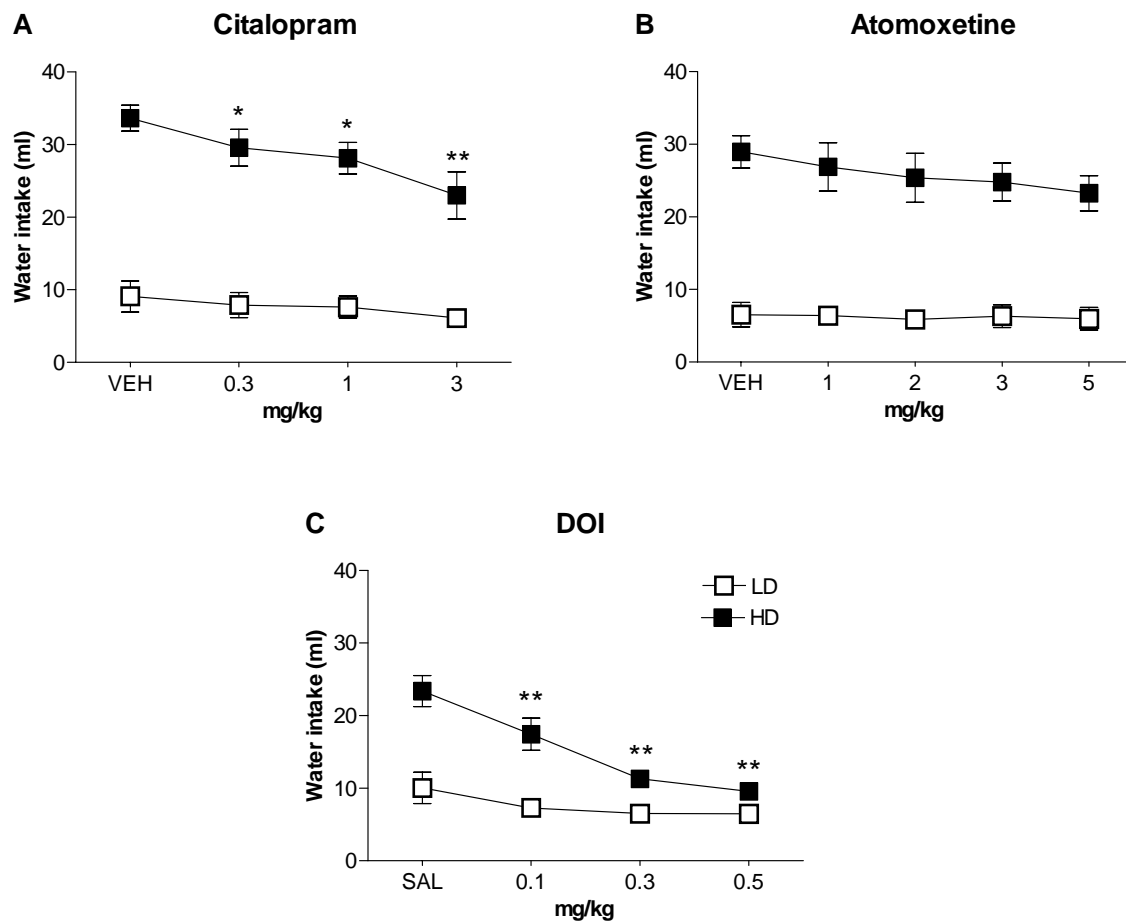 A Citalopram
Water intake (ml)
40
30
20
10
0
* * **
VEH 0.3 1 3
mg/kg
B Atomoxetine
Water intake (ml)
40
30
20
10
0
VEH 1 2 3 5
mg/kg
C DOI
Water intake (ml)
40
30
20
10
0
LD
HD
** ** **
SAL 0.1 0.3 0.5
mg/kg